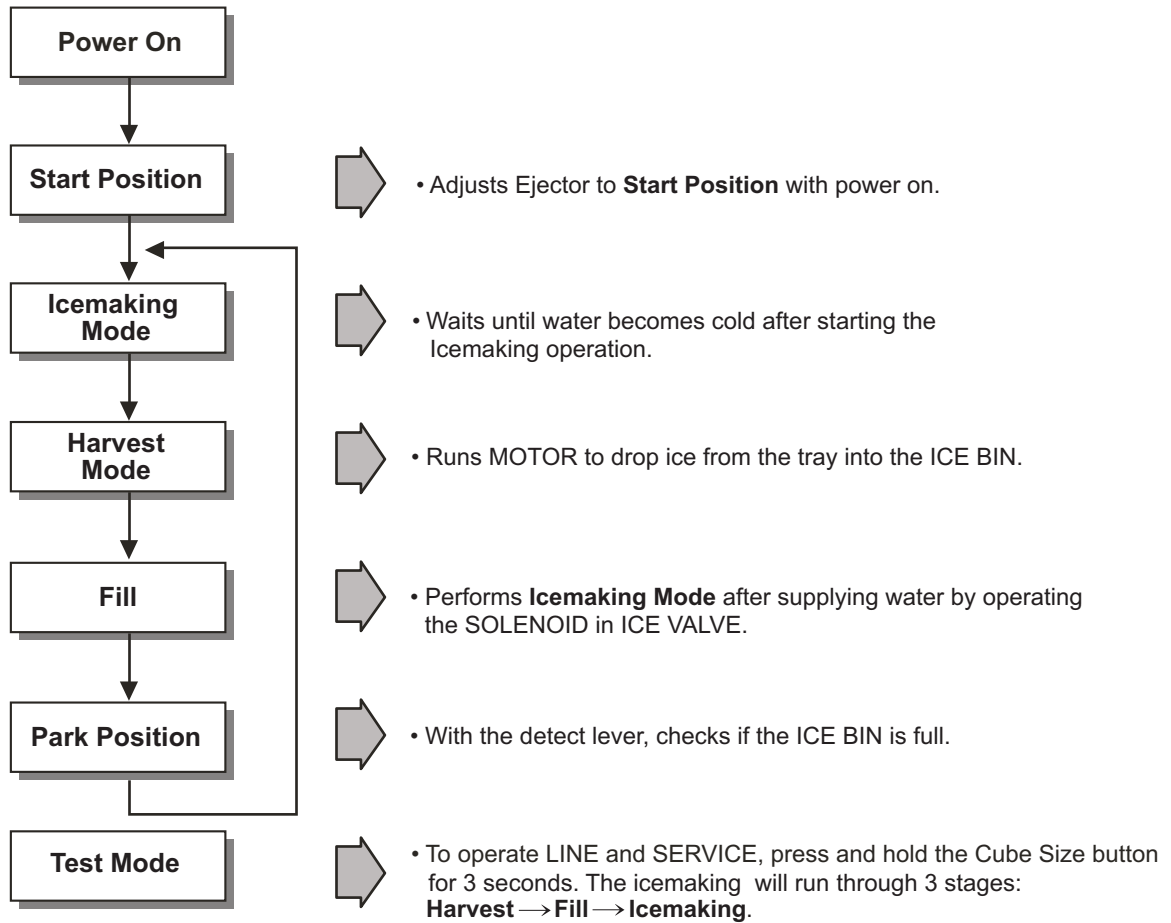 Power On
Start Position
• Adjusts Ejector to Start Position with power on.
Icemaking
Mode
• Waits until water becomes cold after starting the
Icemaking operation.
Harvest
Mode
• Runs MOTOR to drop ice from the tray into the ICE BIN.
Fill
• Performs Icemaking Mode after supplying water by operating
the SOLENOID in ICE VALVE.
Park Position
• With the detect lever, checks if the ICE BIN is full.
Test Mode
• To operate LINE and SERVICE, press and hold the Cube Size button
for 3 seconds. The icemaking will run through 3 stages:
Harvest → Fill → Icemaking.